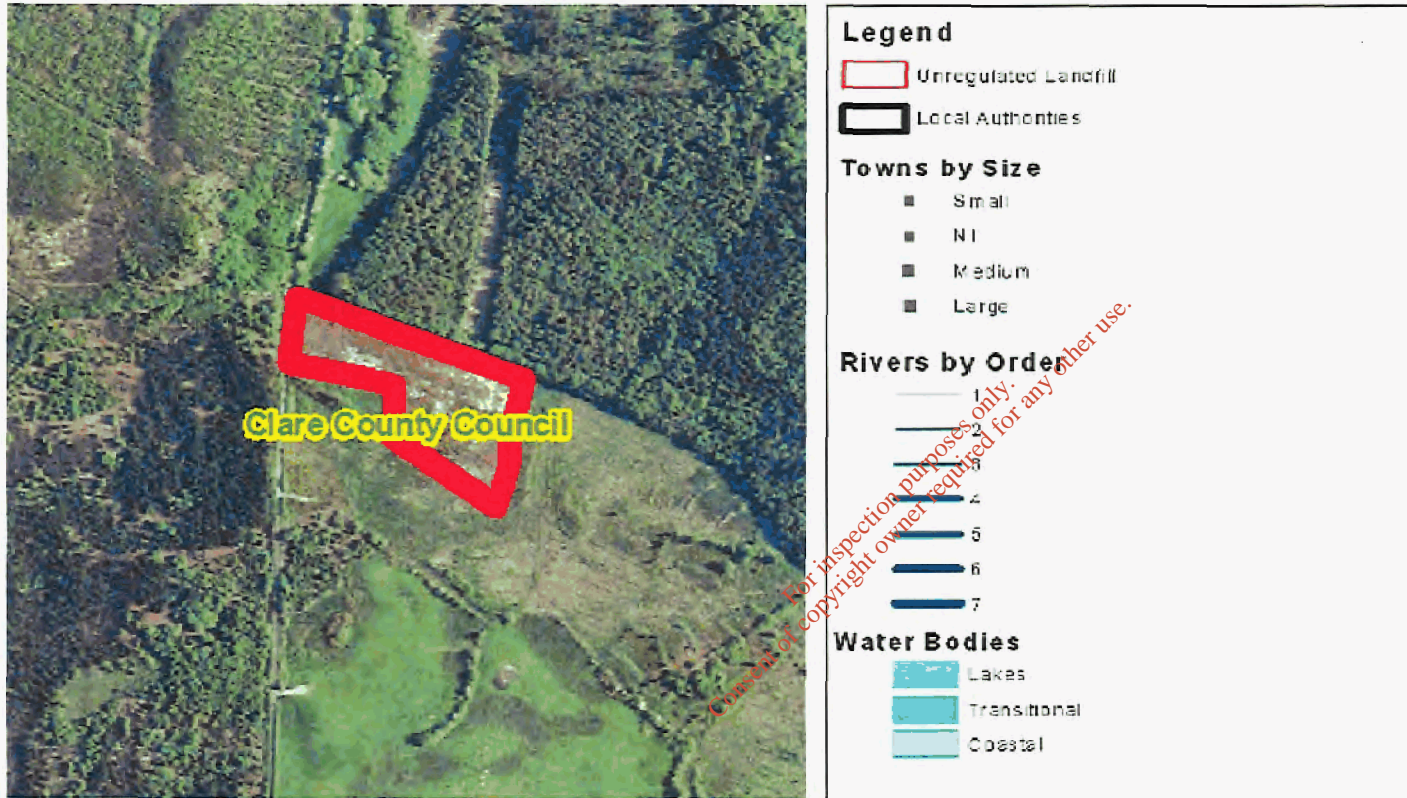 Clare County Council
Legend
Unregulated Landfill
Local Authorities
Towns by Size
Small
Nil
Medium
Large
Rivers by Order
1
2
3
4
5
6
7
Water Bodies
Lakes
Transitional
Coastal
For inspection purposes only.
Consent of copyright owner required for any other use.